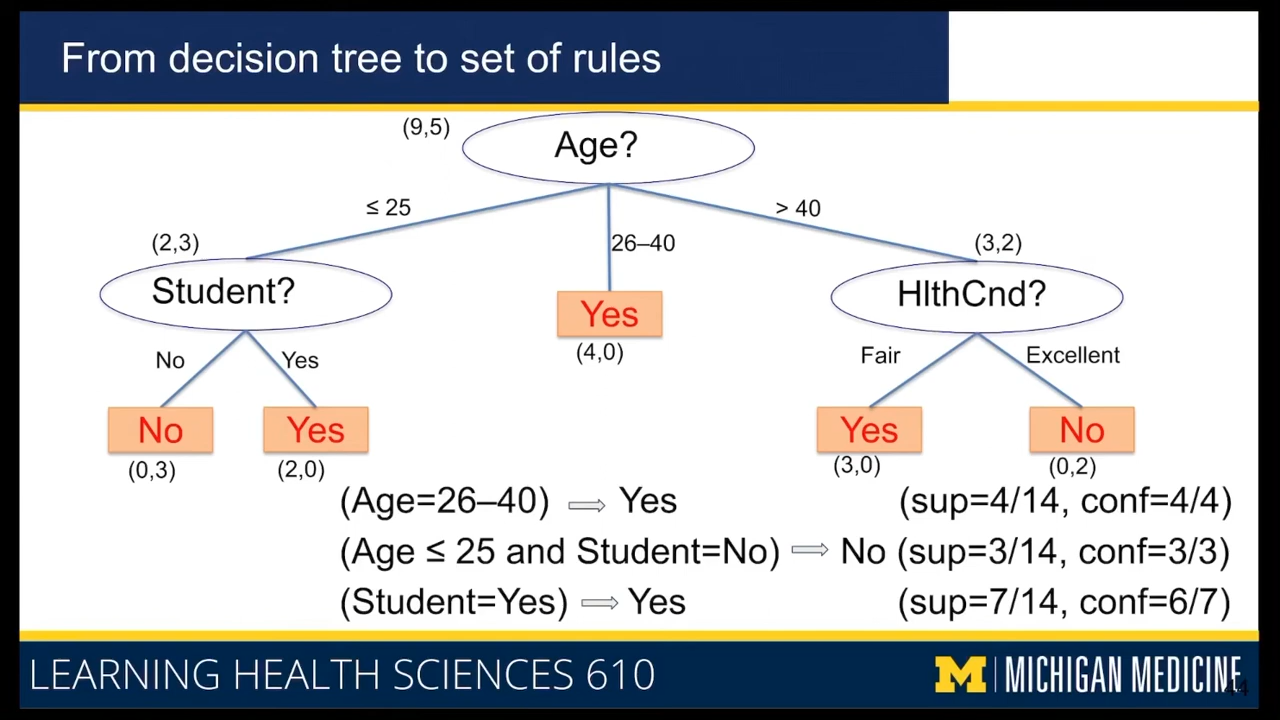 From decision tree to set of rules
(9,5)
Age?
≤ 25
26–40
> 40
(2,3)
(3,2)
Student?
Yes
HlthCnd?
(4,0)
No
Yes
Fair
Excellent
No
Yes
Yes
No
(0,3)
(2,0)
(3,0)
(0,2)
(Age=26–40) ⇒ Yes (sup=4/14, conf=4/4)
(Age ≤ 25 and Student=No) ⇒ No (sup=3/14, conf=3/3)
(Student=Yes) ⇒ Yes (sup=7/14, conf=6/7)
LEARNING HEALTH SCIENCES 610
M MICHIGAN MEDICINE
44